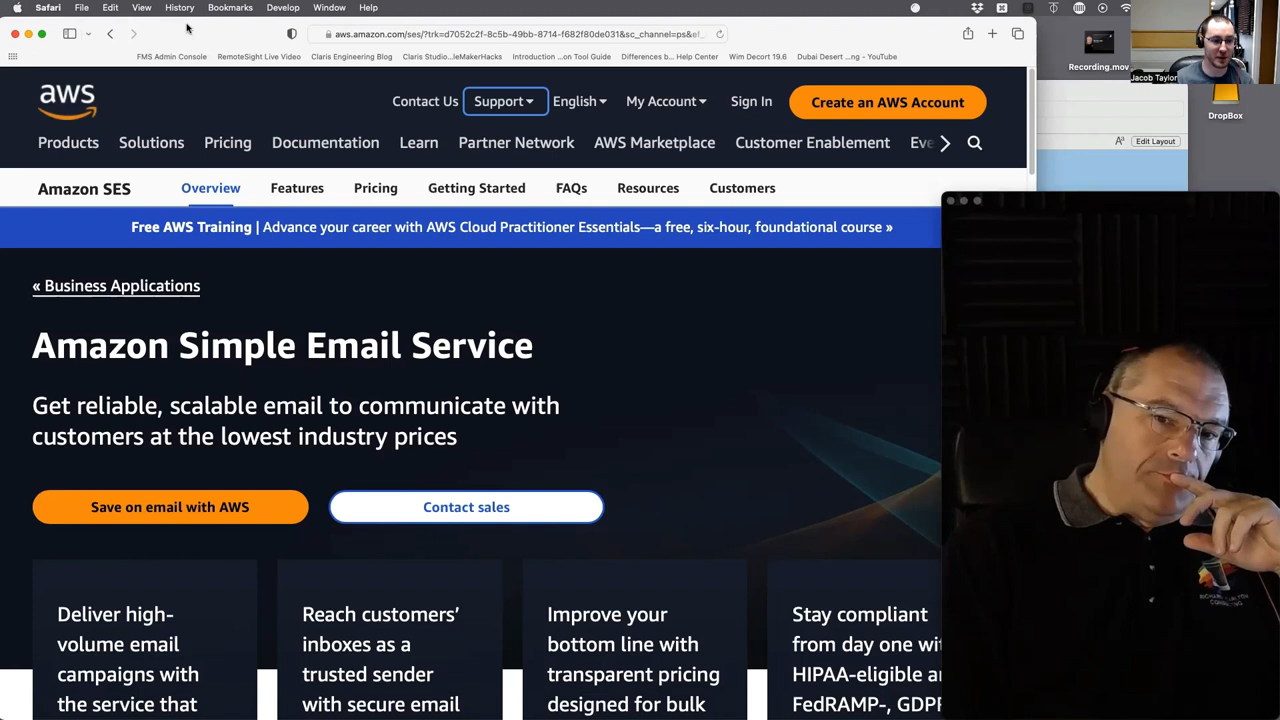 Safari File Edit View History Bookmarks Develop Window Help
aws.amazon.com/ses/?trk=d7052c2f-8c5b-49bb-8714-f682f80de031&sc_channel=ps&ef
FMS Admin Console RemoteSight Live Video Claris Engineering Blog Claris Studio...leMakerHacks Introduction ...on Tool Guide Differences b... Help Center Wim Decort 19.6 Dubai Desert ...ng - YouTube
Recording.mov
Jacob Taylor
DropBox
Edit Layout
aws
Contact Us Support English My Account Sign In Create an AWS Account
Products Solutions Pricing Documentation Learn Partner Network AWS Marketplace Customer Enablement Eve
Amazon SES Overview Features Pricing Getting Started FAQs Resources Customers
Free AWS Training | Advance your career with AWS Cloud Practitioner Essentials—a free, six-hour, foundational course »
« Business Applications
Amazon Simple Email Service
Get reliable, scalable email to communicate with
customers at the lowest industry prices
Save on email with AWS Contact sales
Deliver high-
volume email
campaigns with
the service that
Reach customers’
inboxes as a
trusted sender
with secure email
Improve your
bottom line with
transparent pricing
designed for bulk
Stay compliant
from day one wit
HIPAA-eligible a
FedRAMP-, GDPF
CONSULTING